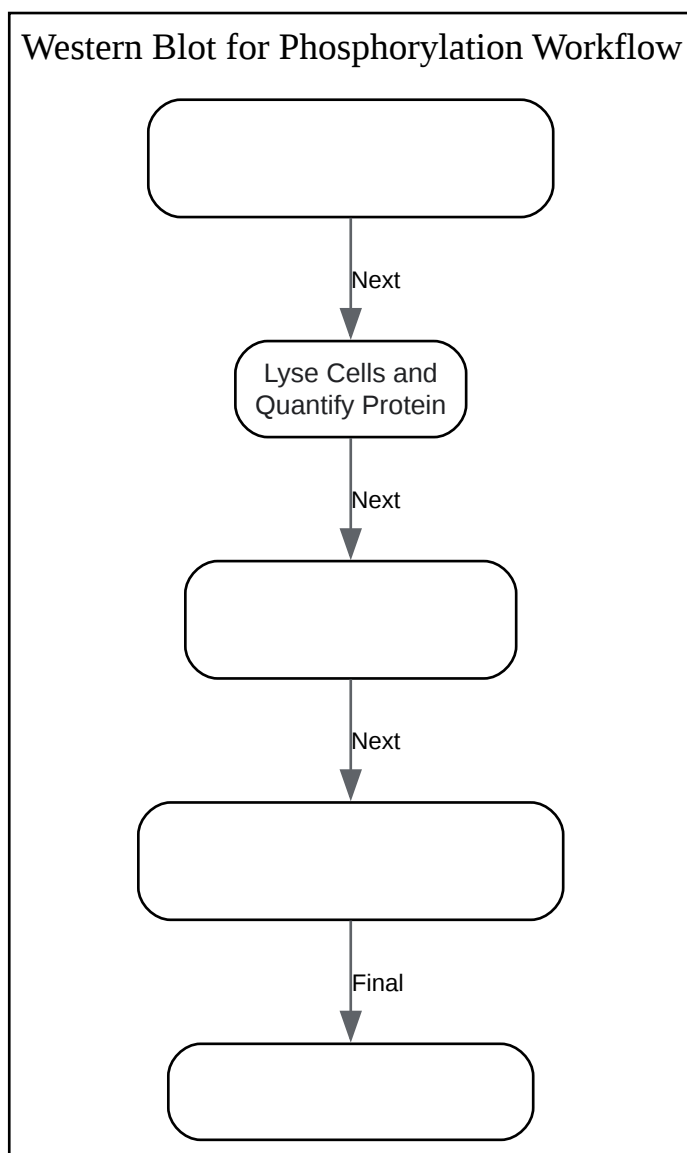 Western Blot for Phosphorylation Workflow
Next
Lyse Cells and
Quantify Protein
Next
Next
Final